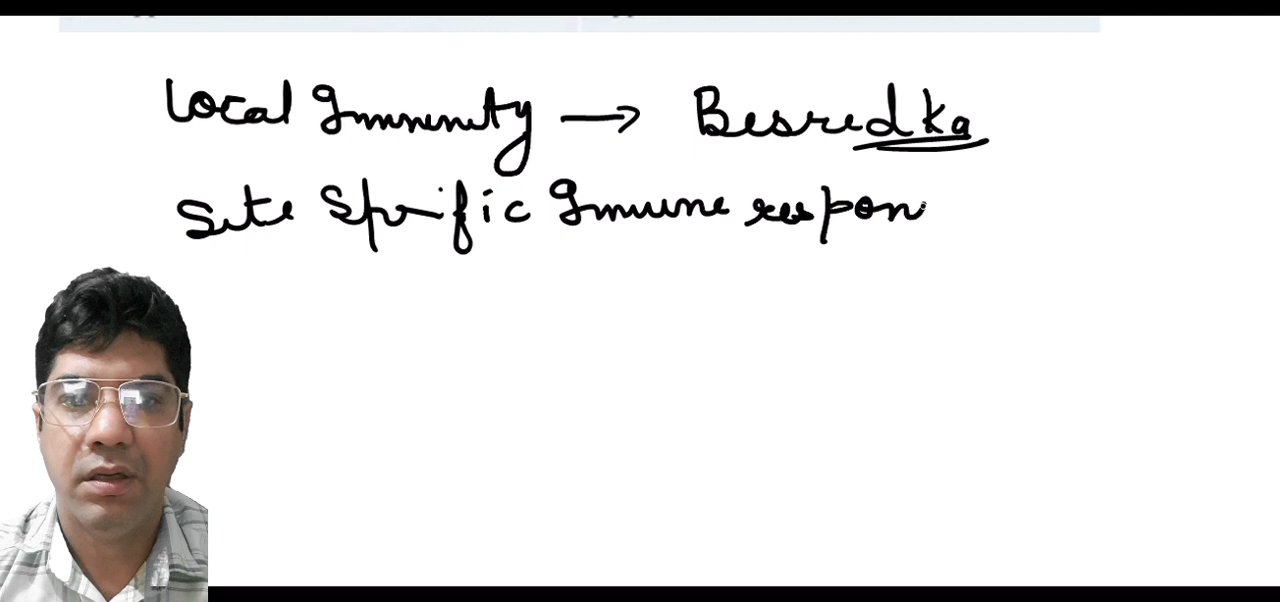 Local Immunity → Besredka
Site Specific Immune respon